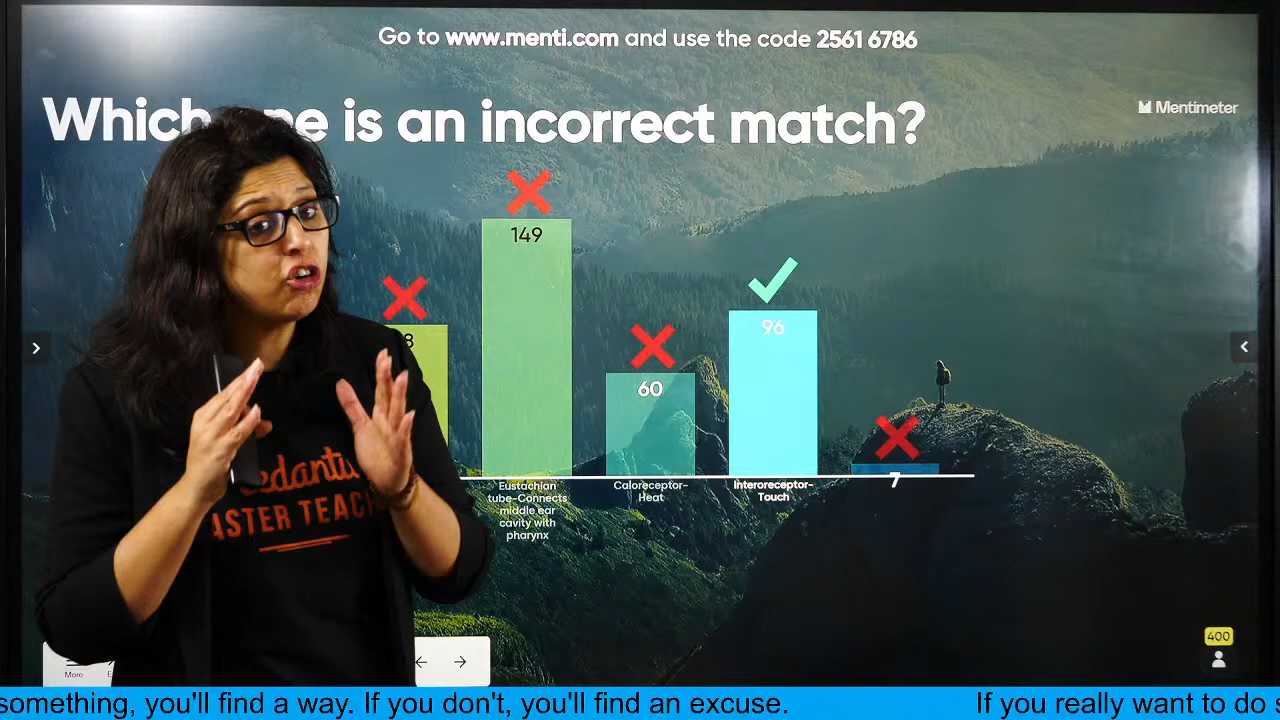 Go to www.menti.com and use the code 2561 6786
Which one is an incorrect match?
Mentimeter
149
8
60
96
7
Eustachian
tube-Connects
middle ear
cavity with
pharynx
Caloreceptor-
Heat
Interoreceptor-
Touch
More
400
something, you'll find a way. If you don't, you'll find an excuse.
If you really want to do s